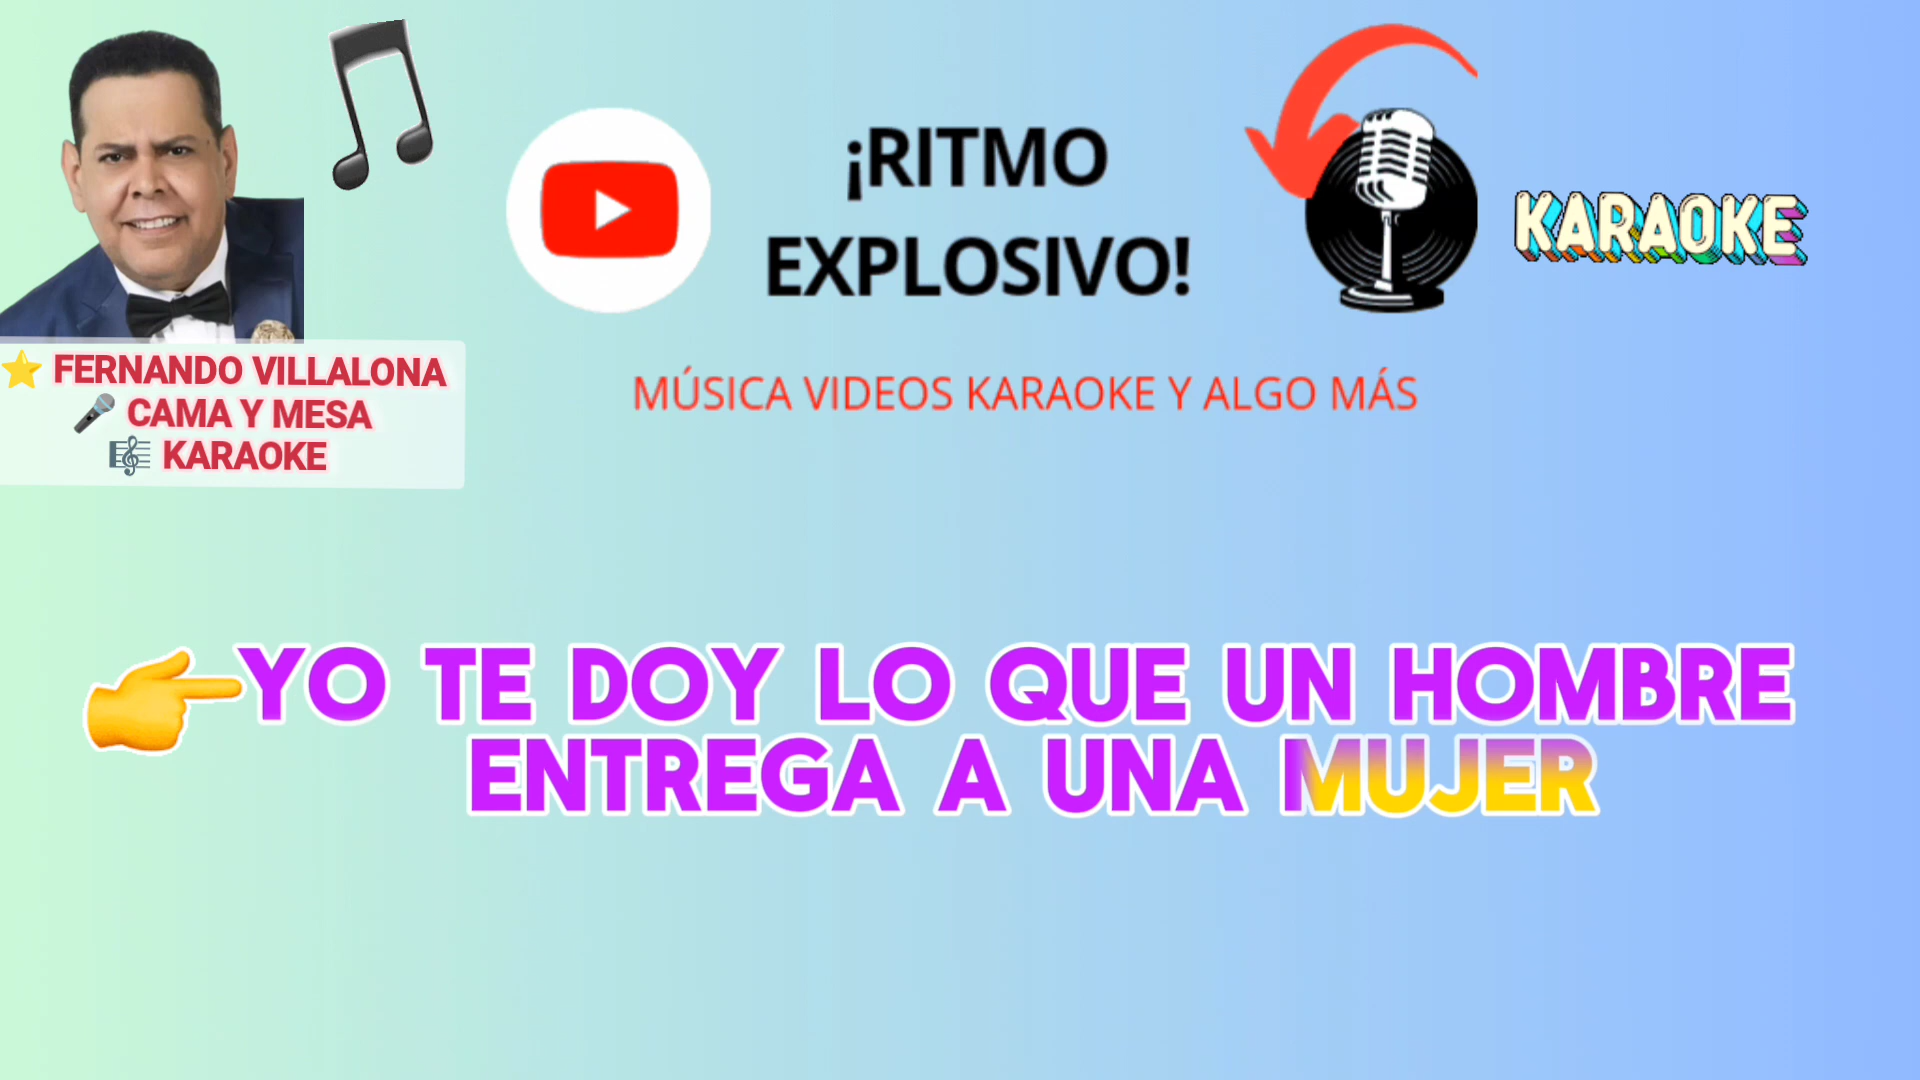 ¡RITMO
EXPLOSIVO!
KARAOKE
MÚSICA VIDEOS KARAOKE Y ALGO MÁS
FERNANDO VILLALONA
CAMA Y MESA
KARAOKE
YO TE DOY LO QUE UN HOMBRE
ENTREGA A UNA MUJER